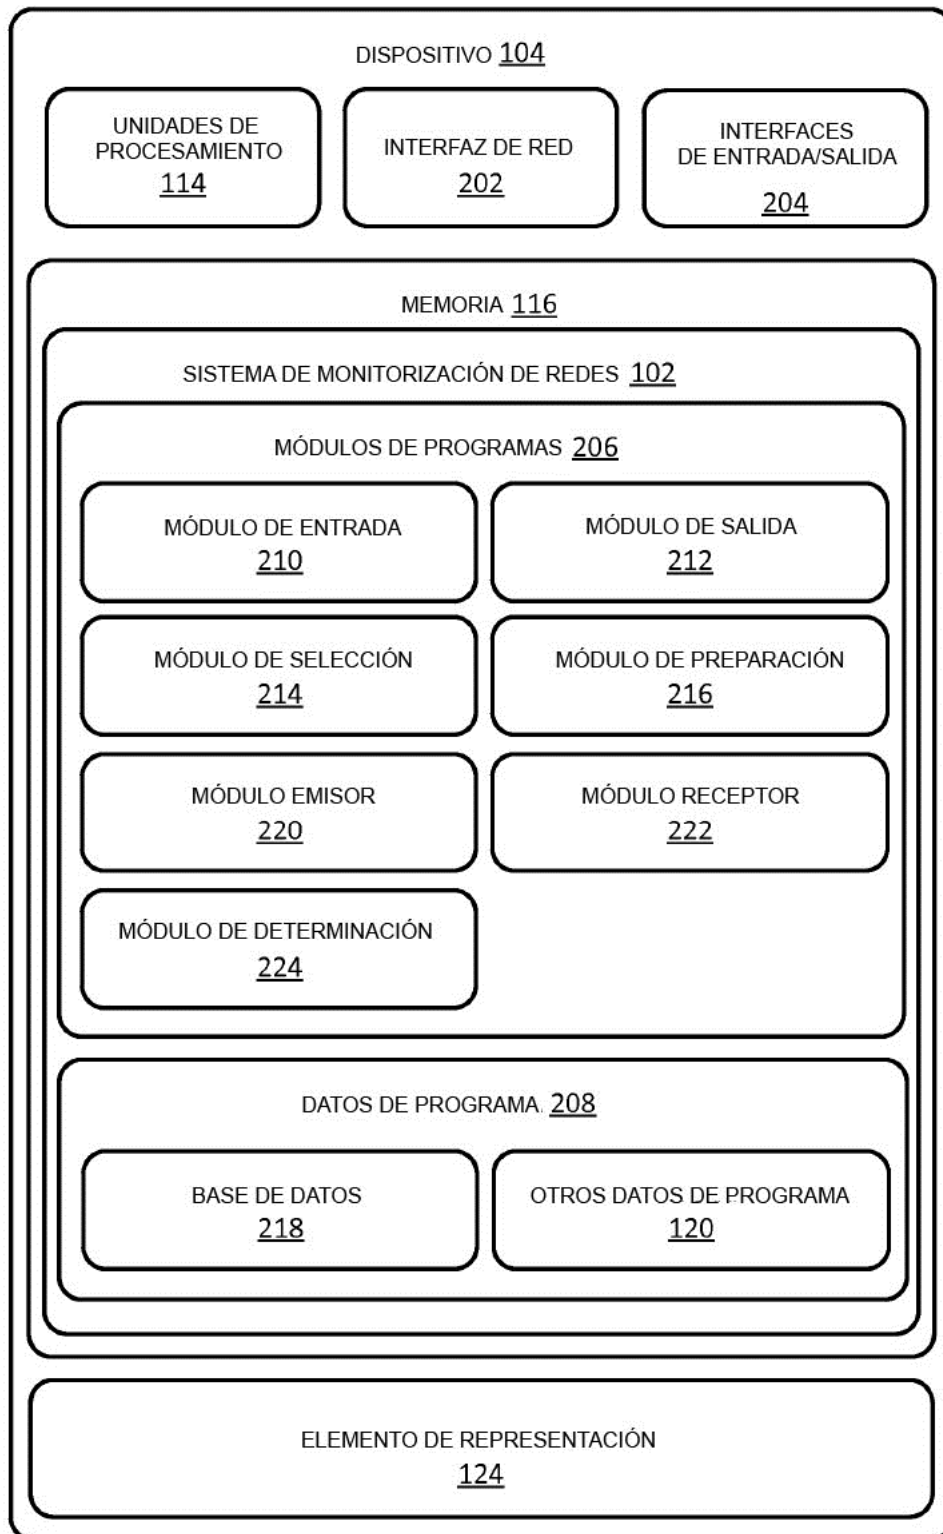 DISPOSITIVO 104
UNIDADES DE
PROCESAMIENTO
114
INTERFAZ DE RED
202
INTERFACES
DE ENTRADA/SALIDA
204
MEMORIA 116
SISTEMA DE MONITORIZACIÓN DE REDES 102
MÓDULOS DE PROGRAMAS 206
MÓDULO DE ENTRADA
210
MÓDULO DE SALIDA
212
MÓDULO DE SELECCIÓN
214
MÓDULO DE PREPARACIÓN
216
MÓDULO EMISOR
220
MÓDULO RECEPTOR
222
MÓDULO DE DETERMINACIÓN
224
DATOS DE PROGRAMA. 208
BASE DE DATOS
218
OTROS DATOS DE PROGRAMA
120
ELEMENTO DE REPRESENTACIÓN
124